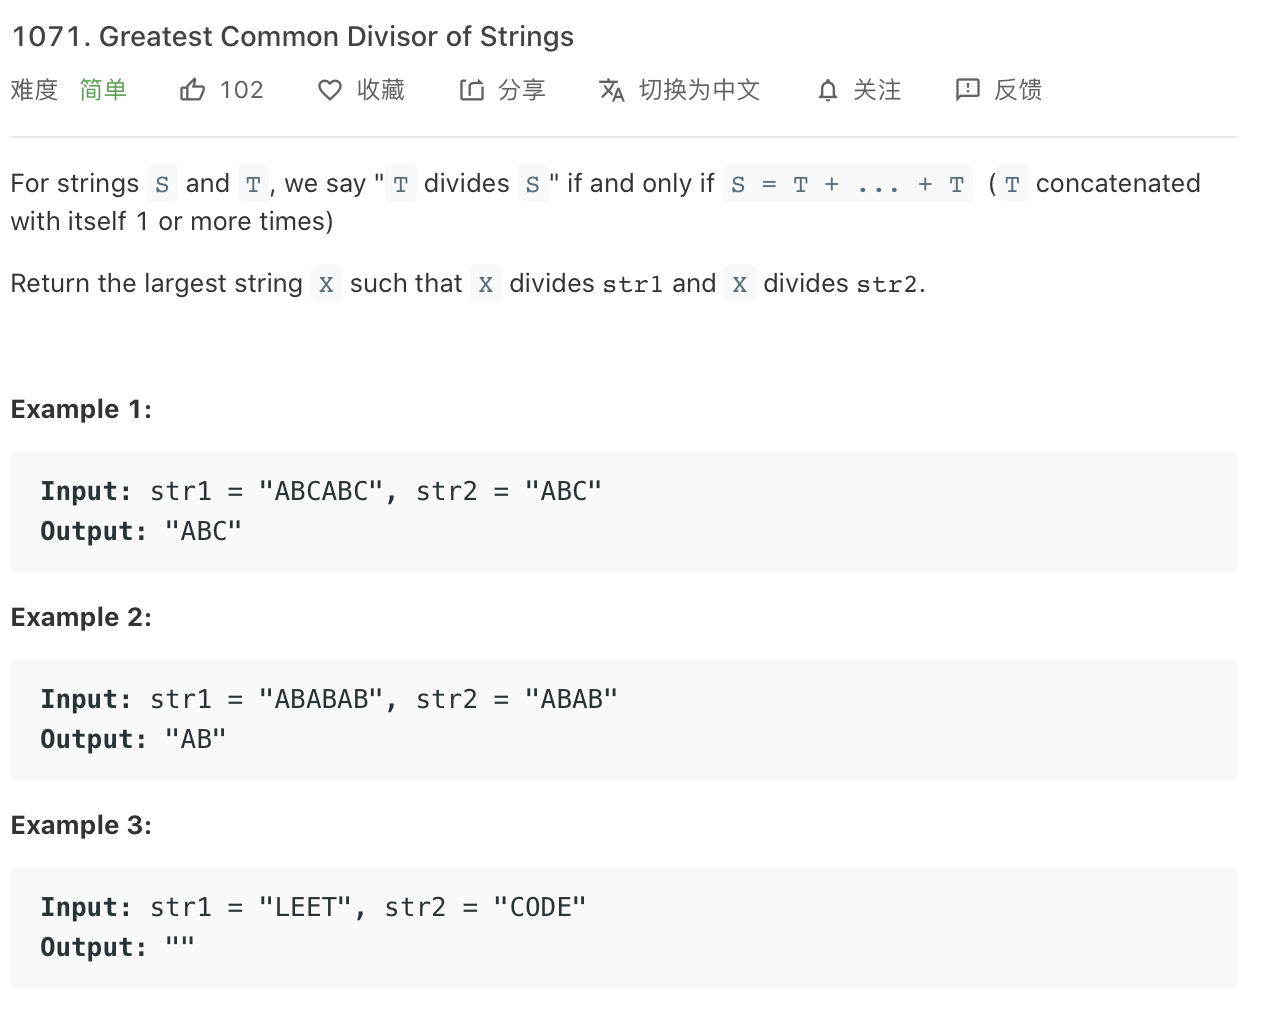 1071. Greatest Common Divisor of Strings
难度 简单 102 收藏 分享 切换为中文 关注 反馈
For strings S and T, we say "T divides S" if and only if S = T + ... + T (T concatenated
with itself 1 or more times)
Return the largest string X such that X divides str1 and X divides str2.
Example 1:
Input: str1 = "ABCABC", str2 = "ABC"
Output: "ABC"
Example 2:
Input: str1 = "ABABAB", str2 = "ABAB"
Output: "AB"
Example 3:
Input: str1 = "LEET", str2 = "CODE"
Output: ""